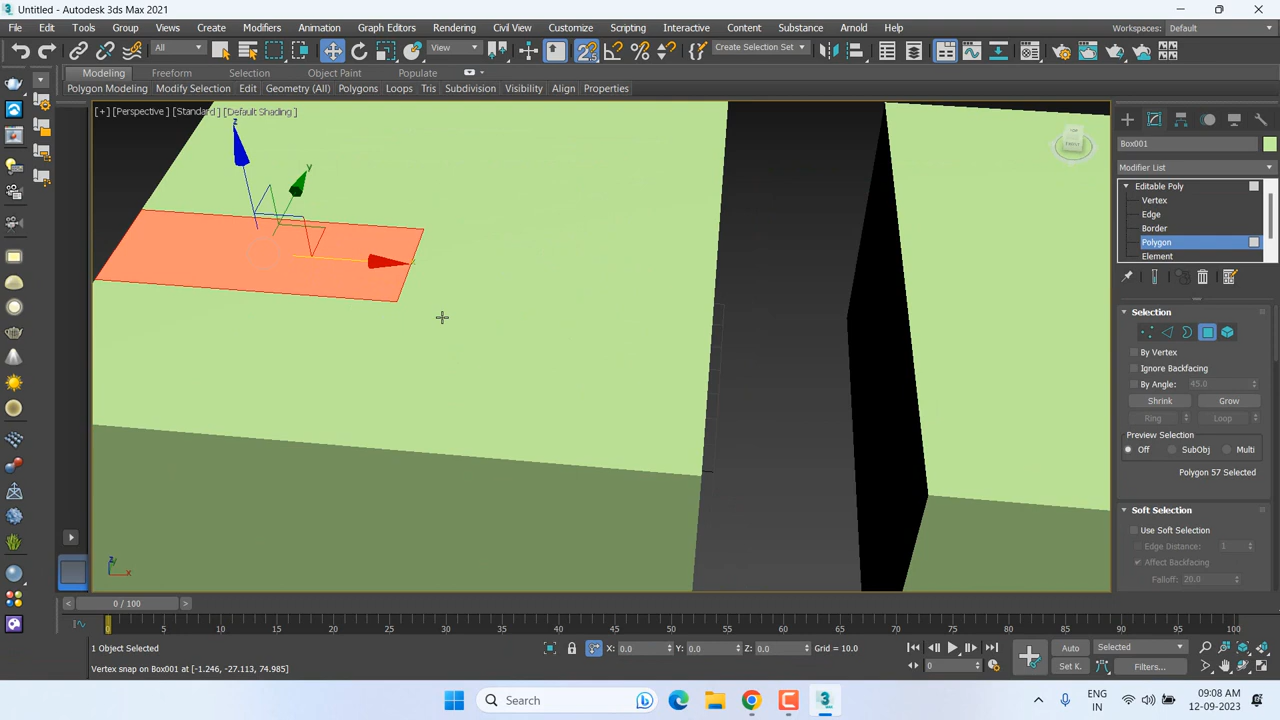 Untitled - Autodesk 3ds Max 2021
File Edit Tools Group Views Create Modifiers Animation Graph Editors Rendering Civil View Customize Scripting Interactive Content Substance Arnold Help Workspaces: Default
All View Create Selection Set
Modeling Freeform Selection Object Paint Populate
Polygon Modeling Modify Selection Edit Geometry (All) Polygons Loops Tris Subdivision Visibility Align Properties
[+] [Perspective] [Standard] [Default Shading]
z
y
x
Box001
Modifier List
Editable Poly
Vertex
Edge
Border
Polygon
Element
Selection
By Vertex
Ignore Backfacing
By Angle: 45.0
Shrink Grow
Ring Loop
Preview Selection
Off SubObj Multi
Polygon 57 Selected
Soft Selection
Use Soft Selection
Edge Distance: 1
Affect Backfacing
Falloff: 20.0
z y x
< 0 / 100 >
0 5 10 15 20 25 30 35 40 45 50 55 60 65 70 75 80 85 90 95 100
1 Object Selected X: 0.0 Y: 0.0 Z: 0.0 Grid = 10.0 Auto Selected
Vertex snap on Box001 at [-1.246, -27.113, 74.985] 0 Set K. Filters...
Search ENG IN 09:08 AM 12-09-2023